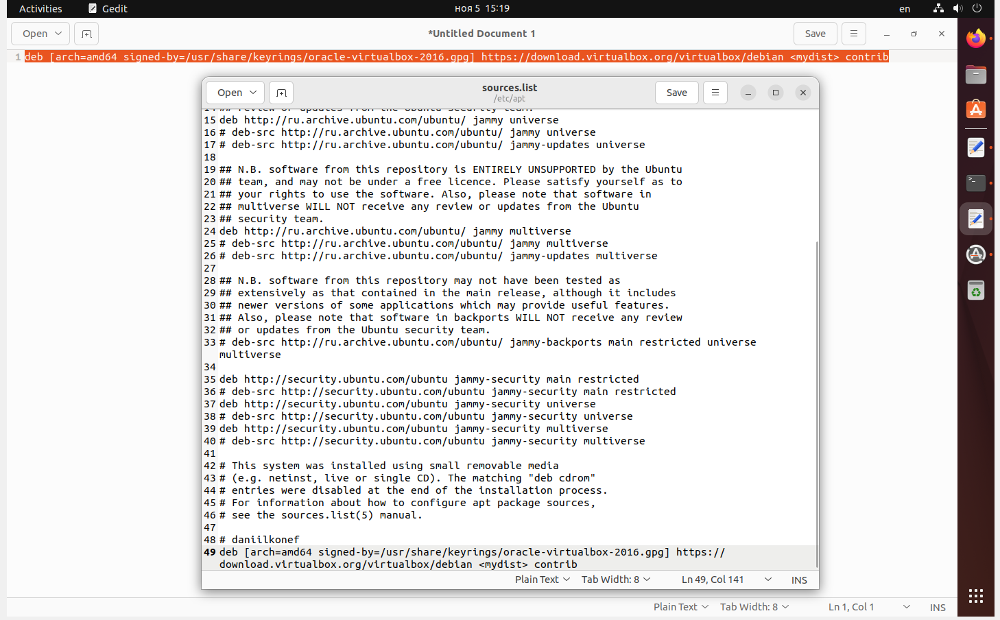 Activities Gedit ноя 5 15:19 en
Open *Untitled Document 1 Save
1 deb [arch=amd64 signed-by=/usr/share/keyrings/oracle-virtualbox-2016.gpg] https://download.virtualbox.org/virtualbox/debian <mydist> contrib
Open sources.list Save
/etc/apt
14 ## review or updates from the Ubuntu security team.
15 deb http://ru.archive.ubuntu.com/ubuntu/ jammy universe
16 # deb-src http://ru.archive.ubuntu.com/ubuntu/ jammy universe
17 # deb-src http://ru.archive.ubuntu.com/ubuntu/ jammy-updates universe
18
19 ## N.B. software from this repository is ENTIRELY UNSUPPORTED by the Ubuntu
20 ## team, and may not be under a free licence. Please satisfy yourself as to
21 ## your rights to use the software. Also, please note that software in
22 ## multiverse WILL NOT receive any review or updates from the Ubuntu
23 ## security team.
24 deb http://ru.archive.ubuntu.com/ubuntu/ jammy multiverse
25 # deb-src http://ru.archive.ubuntu.com/ubuntu/ jammy multiverse
26 # deb-src http://ru.archive.ubuntu.com/ubuntu/ jammy-updates multiverse
27
28 ## N.B. software from this repository may not have been tested as
29 ## extensively as that contained in the main release, although it includes
30 ## newer versions of some applications which may provide useful features.
31 ## Also, please note that software in backports WILL NOT receive any review
32 ## or updates from the Ubuntu security team.
33 # deb-src http://ru.archive.ubuntu.com/ubuntu/ jammy-backports main restricted universe
multiverse
34
35 deb http://security.ubuntu.com/ubuntu jammy-security main restricted
36 # deb-src http://security.ubuntu.com/ubuntu jammy-security main restricted
37 deb http://security.ubuntu.com/ubuntu jammy-security universe
38 # deb-src http://security.ubuntu.com/ubuntu jammy-security universe
39 deb http://security.ubuntu.com/ubuntu jammy-security multiverse
40 # deb-src http://security.ubuntu.com/ubuntu jammy-security multiverse
41
42 # This system was installed using small removable media
43 # (e.g. netinst, live or single CD). The matching "deb cdrom"
44 # entries were disabled at the end of the installation process.
45 # For information about how to configure apt package sources,
46 # see the sources.list(5) manual.
47
48 # daniilkonef
49 deb [arch=amd64 signed-by=/usr/share/keyrings/oracle-virtualbox-2016.gpg] https://
download.virtualbox.org/virtualbox/debian <mydist> contrib
Plain Text Tab Width: 8 Ln 49, Col 141 INS
Plain Text Tab Width: 8 Ln 1, Col 1 INS